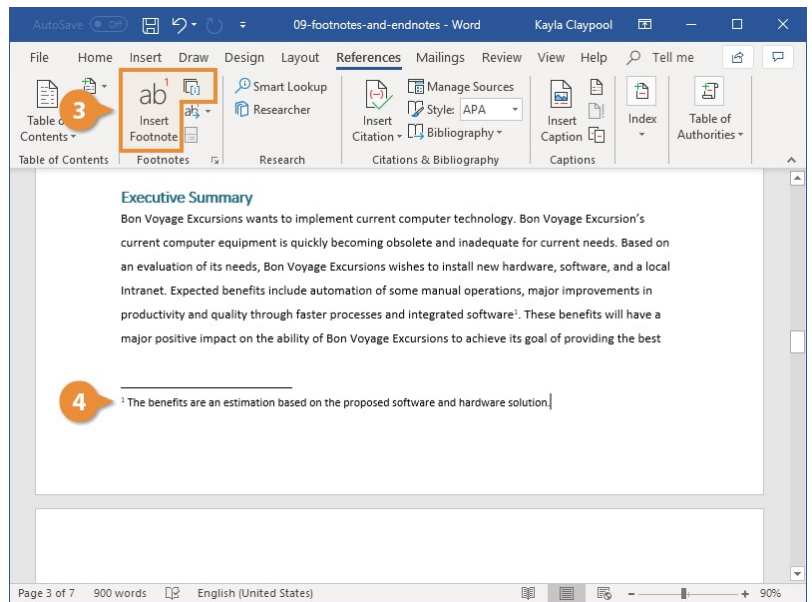 AutoSave Off 09-footnotes-and-endnotes - Word Kayla Claypool
File Home Insert Draw Design Layout References Mailings Review View Help Tell me
3
Table of Contents
ab1 Insert Footnote
ab
Smart Lookup
Researcher
Insert Citation
Manage Sources
Style: APA
Bibliography
Insert Caption
Index
Table of Authorities
Table of Contents Footnotes Research Citations & Bibliography Captions
Executive Summary
Bon Voyage Excursions wants to implement current computer technology. Bon Voyage Excursion's
current computer equipment is quickly becoming obsolete and inadequate for current needs. Based on
an evaluation of its needs, Bon Voyage Excursions wishes to install new hardware, software, and a local
Intranet. Expected benefits include automation of some manual operations, major improvements in
productivity and quality through faster processes and integrated software1. These benefits will have a
major positive impact on the ability of Bon Voyage Excursions to achieve its goal of providing the best
4
1 The benefits are an estimation based on the proposed software and hardware solution.
Page 3 of 7 900 words English (United States) 90%